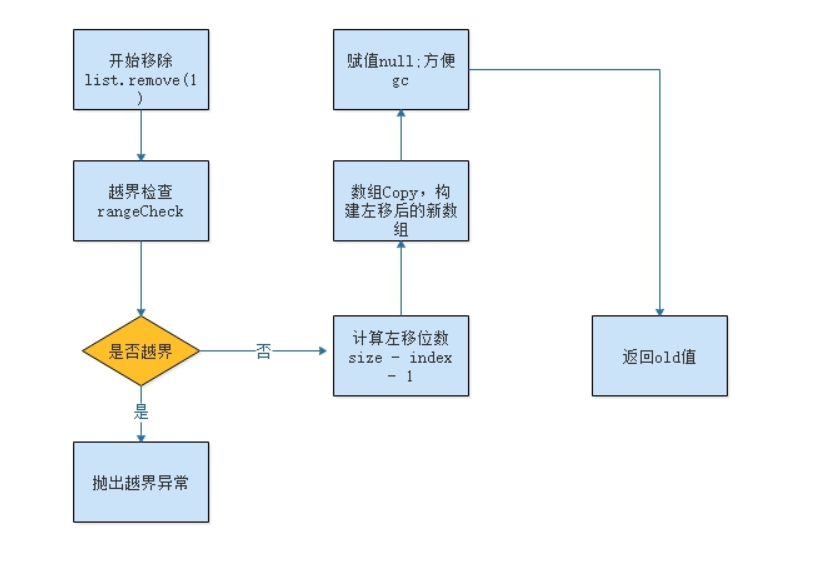 开始移除
list.remove(1
)
越界检查
rangeCheck
是否越界
是
抛出越界异常
否
计算左移位数
size - index
- 1
数组Copy，构
建左移后的新数
组
赋值null;方便
gc
返回old值